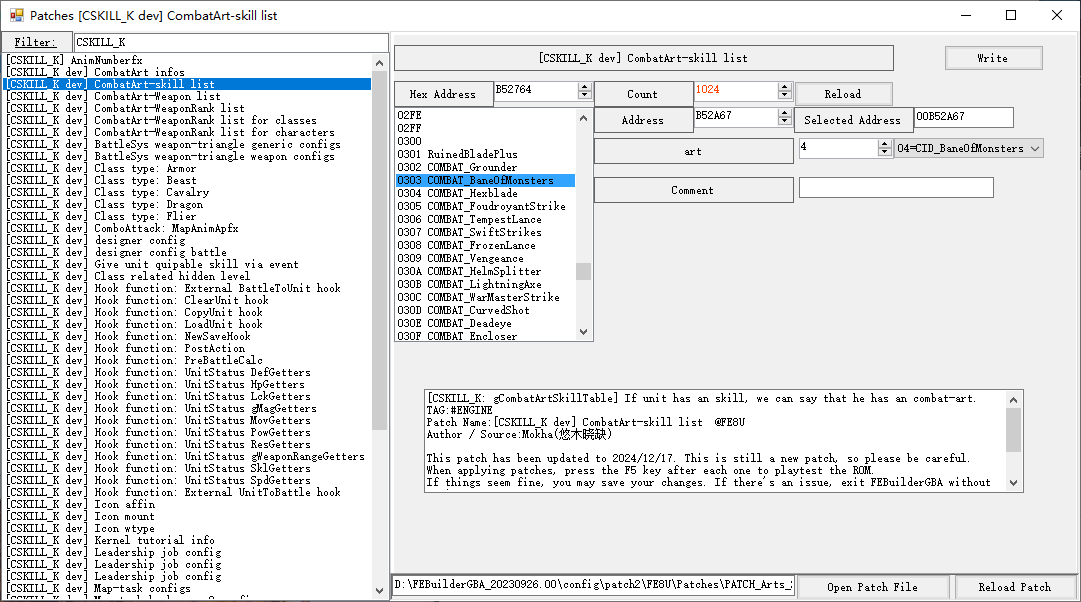 Patches [CSKILL_K dev] CombatArt-skill list
Filter:
CSKILL_K
[CSKILL_K] AnimNumberfx
[CSKILL_K dev] CombatArt infos
[CSKILL_K dev] CombatArt-skill list
[CSKILL_K dev] CombatArt-Weapon list
[CSKILL_K dev] CombatArt-WeaponRank list
[CSKILL_K dev] CombatArt-WeaponRank list for classes
[CSKILL_K dev] CombatArt-WeaponRank list for characters
[CSKILL_K dev] BattleSys weapon-triangle generic configs
[CSKILL_K dev] BattleSys weapon-triangle weapon configs
[CSKILL_K dev] Class type: Armor
[CSKILL_K dev] Class type: Beast
[CSKILL_K dev] Class type: Cavalry
[CSKILL_K dev] Class type: Dragon
[CSKILL_K dev] Class type: Flier
[CSKILL_K dev] ComboAttack: MapAnimApfx
[CSKILL_K dev] designer config
[CSKILL_K dev] designer config battle
[CSKILL_K dev] Give unit quipable skill via event
[CSKILL_K dev] Class related hidden level
[CSKILL_K dev] Hook function: External BattleToUnit hook
[CSKILL_K dev] Hook function: ClearUnit hook
[CSKILL_K dev] Hook function: CopyUnit hook
[CSKILL_K dev] Hook function: LoadUnit hook
[CSKILL_K dev] Hook function: NewSaveHook
[CSKILL_K dev] Hook function: PostAction
[CSKILL_K dev] Hook function: PreBattleCalc
[CSKILL_K dev] Hook function: UnitStatus DefGetters
[CSKILL_K dev] Hook function: UnitStatus HpGetters
[CSKILL_K dev] Hook function: UnitStatus LckGetters
[CSKILL_K dev] Hook function: UnitStatus gMagGetters
[CSKILL_K dev] Hook function: UnitStatus MovGetters
[CSKILL_K dev] Hook function: UnitStatus PowGetters
[CSKILL_K dev] Hook function: UnitStatus ResGetters
[CSKILL_K dev] Hook function: UnitStatus gWeaponRangeGetters
[CSKILL_K dev] Hook function: UnitStatus SklGetters
[CSKILL_K dev] Hook function: UnitStatus SpdGetters
[CSKILL_K dev] Hook function: External UnitToBattle hook
[CSKILL_K dev] Icon affin
[CSKILL_K dev] Icon mount
[CSKILL_K dev] Icon wtype
[CSKILL_K dev] Kernel tutorial info
[CSKILL_K dev] Leadership job config
[CSKILL_K dev] Leadership job config
[CSKILL_K dev] Leadership job config
[CSKILL_K dev] Map-task configs
[CSKILL_K dev] CombatArt-skill list
Write
Hex Address
B52764
Count
1024
Reload
02FE
02FF
0300
0301 RuinedBladePlus
0302 COMBAT_Grounder
0303 COMBAT_BaneOfMonsters
0304 COMBAT_Hexblade
0305 COMBAT_FoudroyantStrike
0306 COMBAT_TempestLance
0307 COMBAT_SwiftStrikes
0308 COMBAT_FrozenLance
0309 COMBAT_Vengeance
030A COMBAT_HelmSplitter
030B COMBAT_LightningAxe
030C COMBAT_WarMasterStrike
030D COMBAT_CurvedShot
030E COMBAT_Deadeye
030F COMBAT_Encloser
Address
B52A67
Selected Address
00B52A67
art
4
04=CID_BaneOfMonsters
Comment
[CSKILL_K: gCombatArtSkillTable] If unit has an skill, we can say that he has an combat-art.
TAG:#ENGINE
Patch Name:[CSKILL_K dev] CombatArt-skill list @FE8U
Author / Source:Mokha(悠木晓缺)
This patch has been updated to 2024/12/17. This is still a new patch, so please be careful.
When applying patches, press the F5 key after each one to playtest the ROM.
If things seem fine, you may save your changes. If there's an issue, exit FEBuilderGBA without
D:\FEBuilderGBA_20230926.00\config\patch2\FE8U\Patches\PATCH_Arts_
Open Patch File
Reload Patch